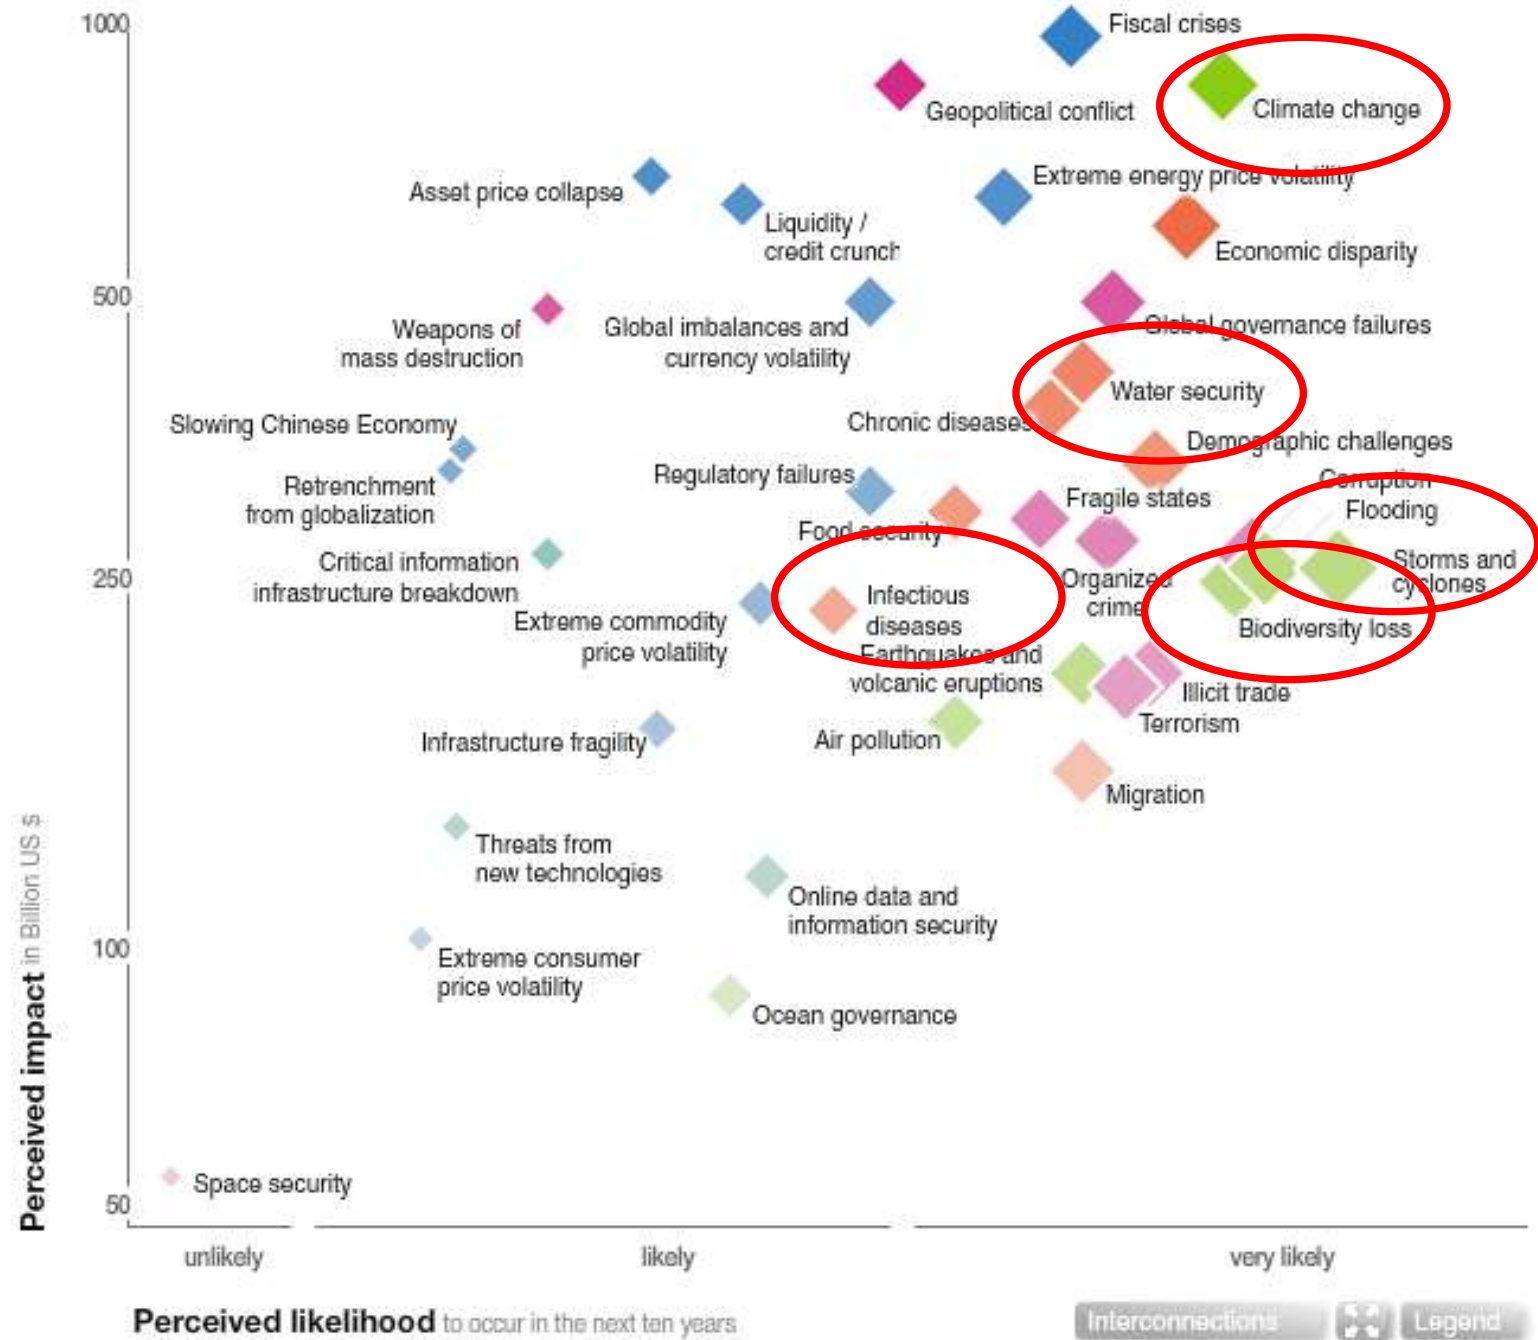 1000
Fiscal crises
Climate change
Geopolitical conflict
Extreme energy price volatility
Asset price collapse
Liquidity /
credit crunch
Economic disparity
500
Weapons of
mass destruction
Global imbalances and
currency volatility
Global governance failures
Water security
Chronic diseases
Slowing Chinese Economy
Demographic challenges
Retrenchment
from globalization
Regulatory failures
Corruption
Fragile states
Flooding
Food security
Critical information
infrastructure breakdown
250
Storms and
cyclones
Organized
crime
Infectious
diseases
Extreme commodity
price volatility
Biodiversity loss
Earthquakes and
volcanic eruptions
Illicit trade
Terrorism
Infrastructure fragility
Air pollution
Migration
Threats from
new technologies
Online data and
information security
100
Extreme consumer
price volatility
Ocean governance
Space security
50
Perceived impact in Billion US $
unlikely
likely
very likely
Perceived likelihood to occur in the next ten years
Interconnections
Legend